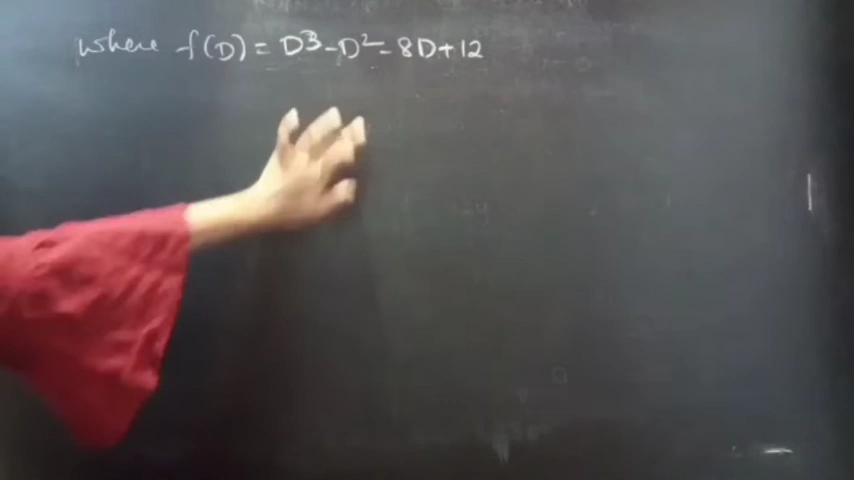 where f(D) = D³ - D² - 8D + 12